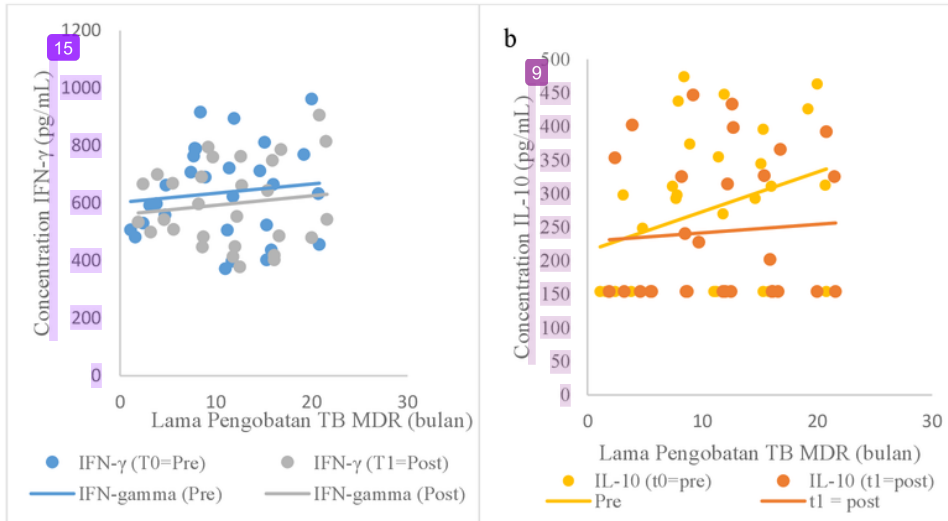 1200
15
1000
800
600
400
200
0
Concentration IFN-γ (pg/mL)
0 10 20 30
Lama Pengobatan TB MDR (bulan)
IFN-γ (T0=Pre) IFN-γ (T1=Post)
IFN-gamma (Pre) IFN-gamma (Post)
b
500
9
450
400
350
300
250
200
150
100
50
0
Concentration IL-10 (pg/mL)
0 10 20 30
Lama Pengobatan TB MDR (bulan)
IL-10 (t0=pre) IL-10 (t1=post)
Pre t1 = post